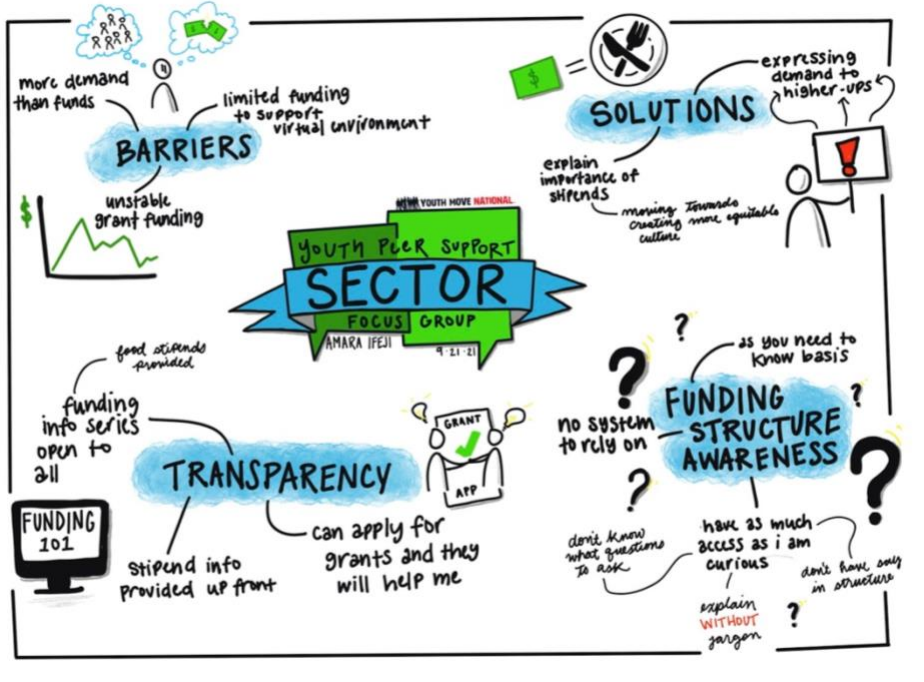 more demand
than funds
limited funding
to support
virtual environment
BARRIERS
unstable
grant funding
$
$
=
SOLUTIONS
expressing
demand to
higher-ups
!
explain
importance of
stipends
moving towards
creating more equitable
culture
YOUTH MOVE NATIONAL
YOUTH PEER SUPPORT
SECTOR
FOCUS GROUP
AMARA IFEJI
9·21·21
food stipends
provided
funding
info series
open to
all
TRANSPARENCY
GRANT
APP
FUNDING
101
stipend info
provided up front
can apply for
grants and they
will help me
?
?
as you need to
know basis
FUNDING
STRUCTURE
AWARENESS
?
no system
to rely on
?
?
don't know
what questions
to ask
have as much
access as i am
curious
don't have say
in structure
explain
WITHOUT
jargon
?